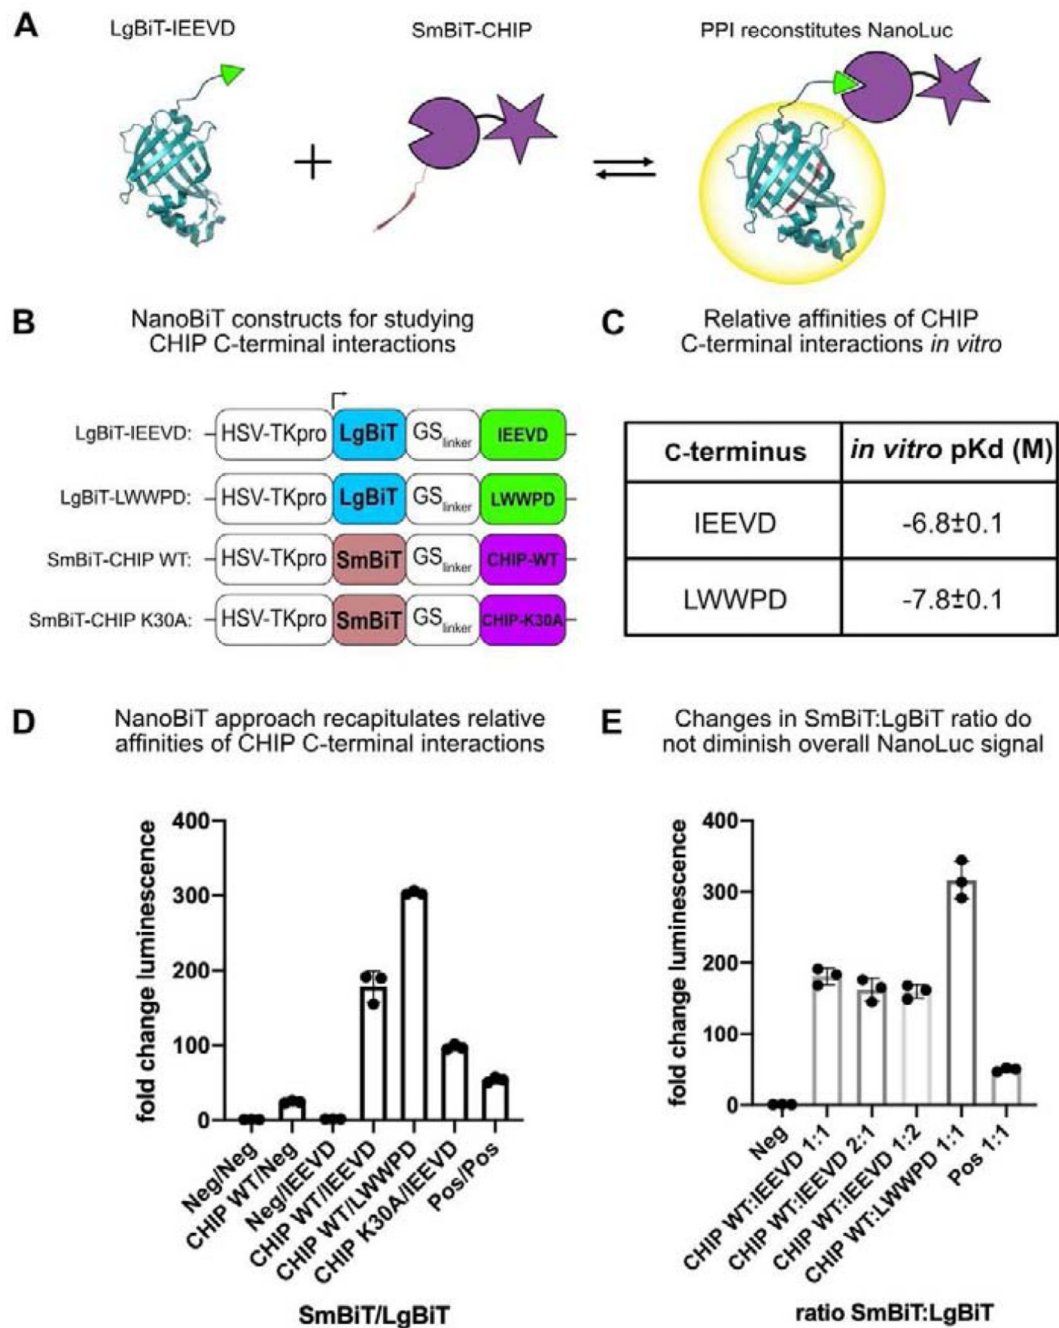 A
LgBiT-IEEVD
SmBiT-CHIP
PPI reconstitutes NanoLuc
+
B
NanoBiT constructs for studying
CHIP C-terminal interactions
LgBiT-IEEVD: HSV-TKpro LgBiT GSlinker IEEVD
LgBiT-LWWPD: HSV-TKpro LgBiT GSlinker LWWPD
SmBiT-CHIP WT: HSV-TKpro SmBiT GSlinker CHIP-WT
SmBiT-CHIP K30A: HSV-TKpro SmBiT GSlinker CHIP-K30A
C
Relative affinities of CHIP
C-terminal interactions in vitro
C-terminus in vitro pKd (M)
IEEVD -6.8±0.1
LWWPD -7.8±0.1
D
NanoBiT approach recapitulates relative
affinities of CHIP C-terminal interactions
fold change luminescence
400
300
200
100
0
Neg/Neg
CHIP WT/Neg
Neg/IEEVD
CHIP WT/IEEVD
CHIP WT/LWWPD
CHIP K30A/IEEVD
Pos/Pos
SmBiT/LgBiT
E
Changes in SmBiT:LgBiT ratio do
not diminish overall NanoLuc signal
fold change luminescence
400
300
200
100
0
Neg
CHIP WT:IEEVD 1:1
CHIP WT:IEEVD 2:1
CHIP WT:IEEVD 1:2
CHIP WT:LWWPD 1:1
Pos 1:1
ratio SmBiT:LgBiT